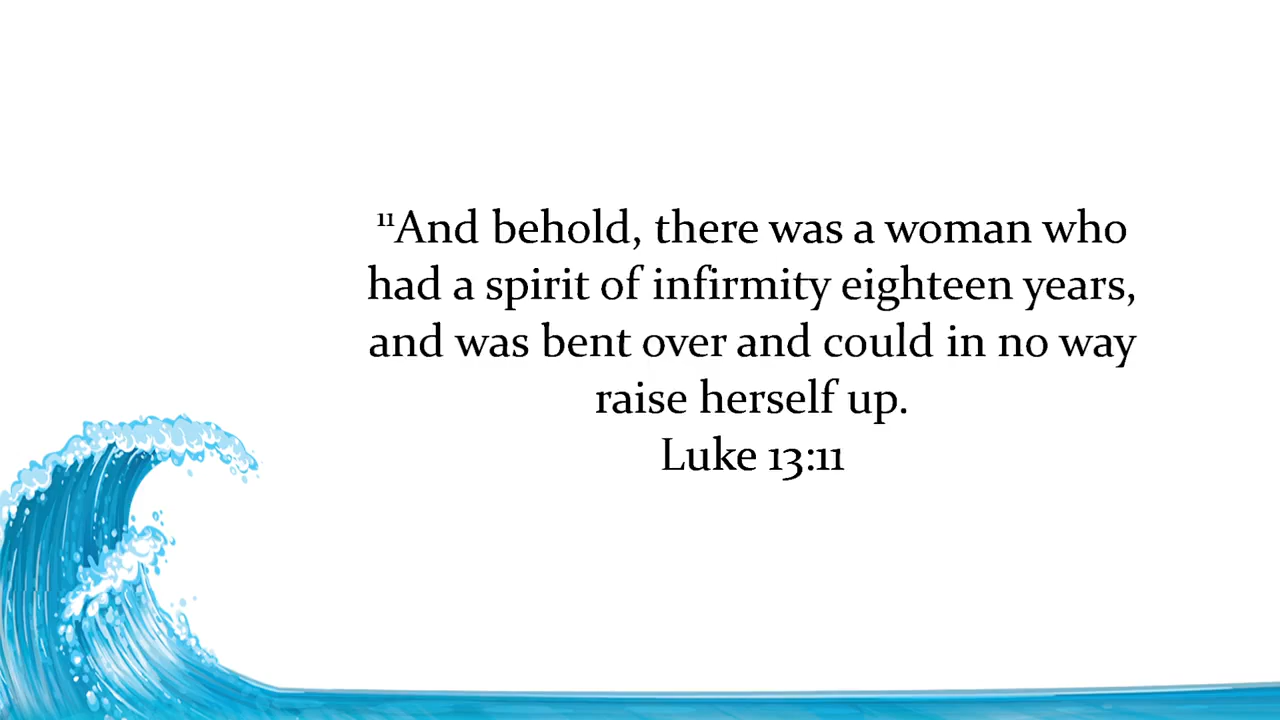 ¹¹And behold, there was a woman who
had a spirit of infirmity eighteen years,
and was bent over and could in no way
raise herself up.
Luke 13:11